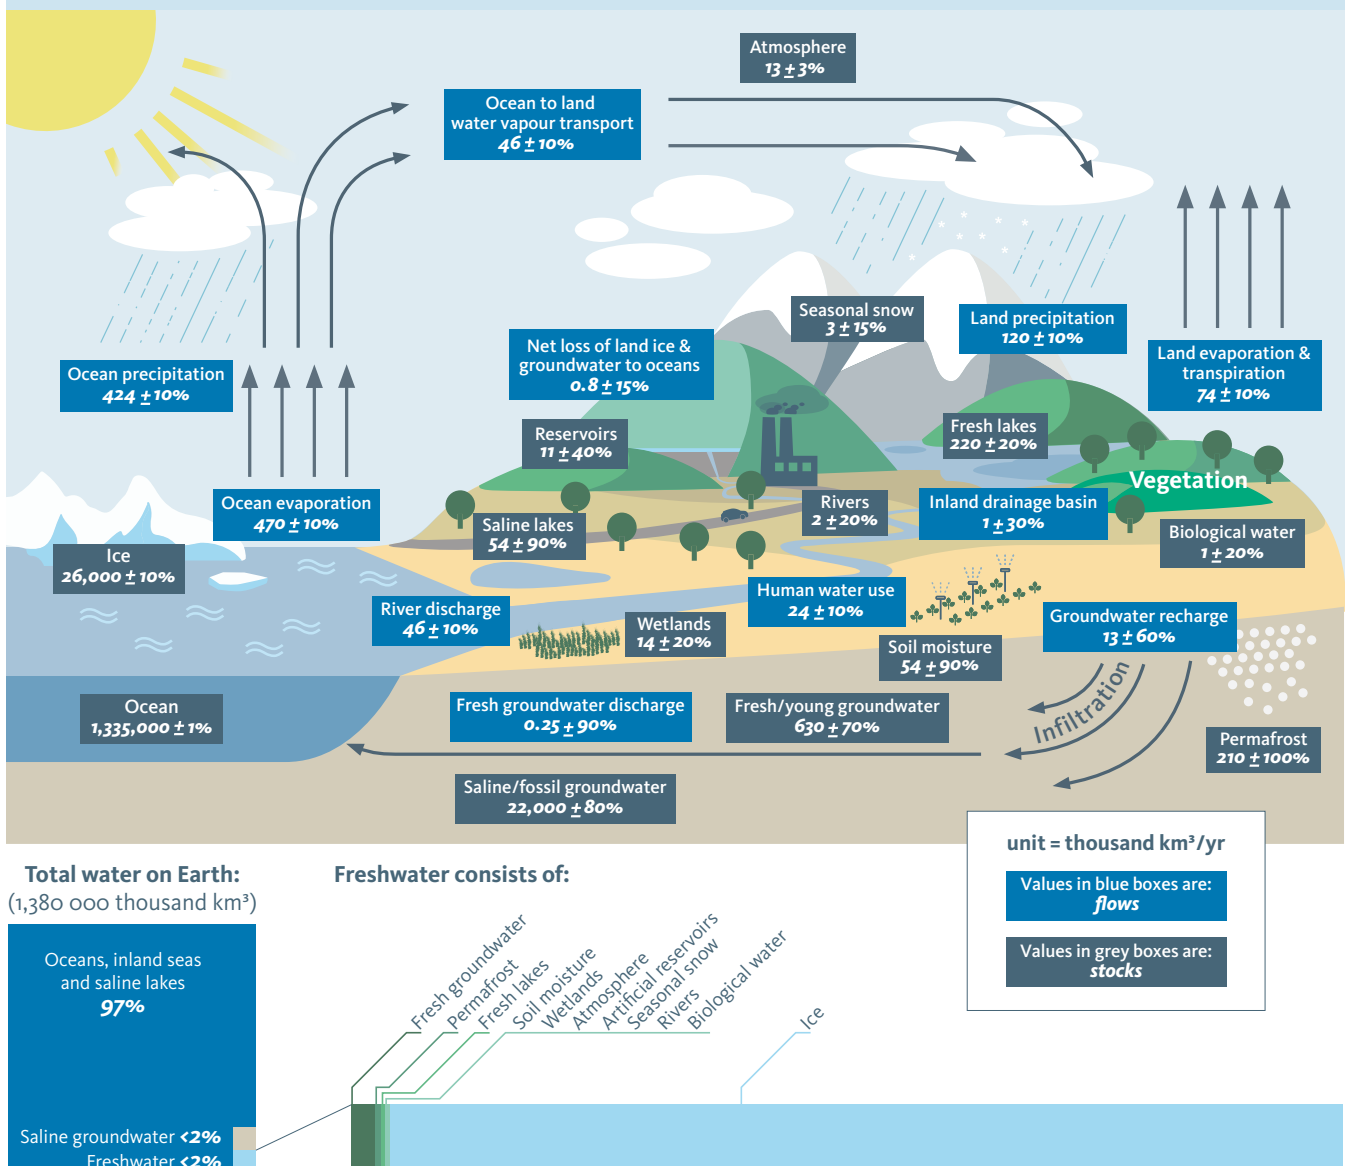 Atmosphere
13 ± 3%
Ocean to land
water vapour transport
46 ± 10%
Seasonal snow
3 ± 15%
Land precipitation
120 ± 10%
Net loss of land ice &
groundwater to oceans
0.8 ± 15%
Land evaporation &
transpiration
74 ± 10%
Ocean precipitation
424 ± 10%
Reservoirs
11 ± 40%
Fresh lakes
220 ± 20%
Vegetation
Ocean evaporation
470 ± 10%
Rivers
2 ± 20%
Inland drainage basin
1 ± 30%
Saline lakes
54 ± 90%
Biological water
1 ± 20%
Ice
26,000 ± 10%
Human water use
24 ± 10%
River discharge
46 ± 10%
Groundwater recharge
13 ± 60%
Wetlands
14 ± 20%
Soil moisture
54 ± 90%
Infiltration
Ocean
1,335,000 ± 1%
Fresh groundwater discharge
0.25 ± 90%
Fresh/young groundwater
630 ± 70%
Permafrost
210 ± 100%
Saline/fossil groundwater
22,000 ± 80%
unit = thousand km³/yr
Values in blue boxes are:
flows
Values in grey boxes are:
stocks
Total water on Earth:
(1,380 000 thousand km³)
Oceans, inland seas
and saline lakes
97%
Saline groundwater <2%
Freshwater <2%
Freshwater consists of:
Fresh groundwater
Permafrost
Fresh lakes
Soil moisture
Wetlands
Atmosphere
Artificial reservoirs
Seasonal snow
Rivers
Biological water
Ice